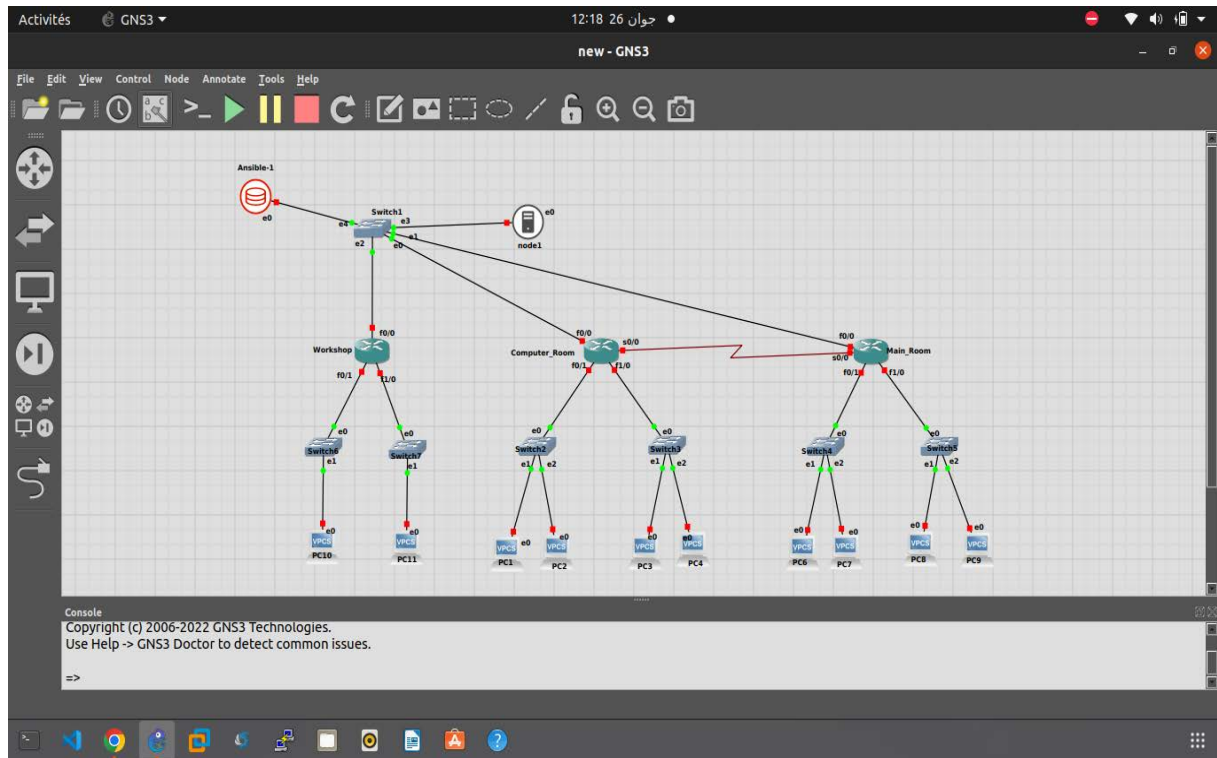 Activités
GNS3
12:18 26 جوان
new - GNS3
File Edit View Control Node Annotate Tools Help
Ansible-1
e0
Switch1
e4
e3
e1
e2
e0
e0
node1
f0/0
Workshop
f0/1
f1/0
f0/0
s0/0
Computer_Room
f0/1
f1/0
f0/0
s0/0
Main_Room
f0/1
f1/0
e0
Switch6
e1
e0
Switch7
e1
e0
Switch2
e1
e2
e0
Switch3
e1
e2
e0
Switch4
e1
e2
e0
Switch5
e1
e2
e0
VPCS
PC10
e0
VPCS
PC11
e0
VPCS
PC1
e0
VPCS
PC2
e0
VPCS
PC3
e0
VPCS
PC4
e0
VPCS
PC6
e0
VPCS
PC7
e0
VPCS
PC8
e0
VPCS
PC9
Console
Copyright (c) 2006-2022 GNS3 Technologies.
Use Help -> GNS3 Doctor to detect common issues.
=>